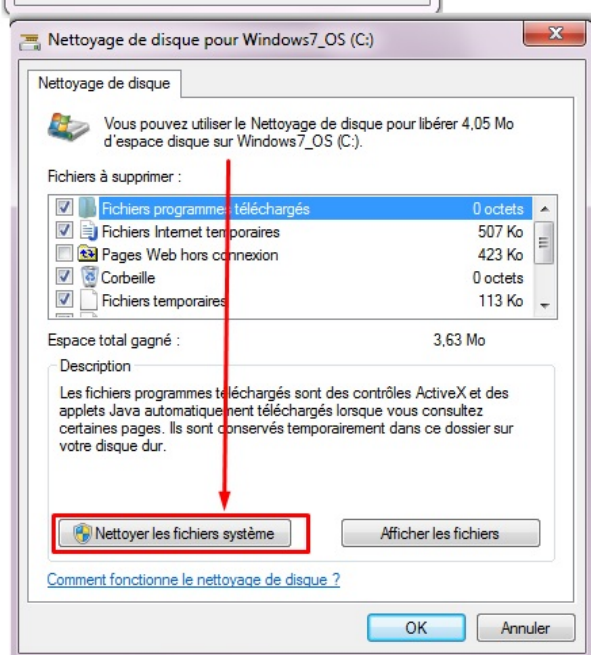 Nettoyage de disque pour Windows7_OS (C:)
Nettoyage de disque
Vous pouvez utiliser le Nettoyage de disque pour libérer 4,05 Mo
d'espace disque sur Windows7_OS (C:).
Fichiers à supprimer :
Fichiers programmes téléchargés 0 octets
Fichiers Internet temporaires 507 Ko
Pages Web hors connexion 423 Ko
Corbeille 0 octets
Fichiers temporaires 113 Ko
Espace total gagné : 3,63 Mo
Description
Les fichiers programmes téléchargés sont des contrôles ActiveX et des
applets Java automatiquement téléchargés lorsque vous consultez
certaines pages. Ils sont conservés temporairement dans ce dossier sur
votre disque dur.
Nettoyer les fichiers système Afficher les fichiers
Comment fonctionne le nettoyage de disque ?
OK Annuler